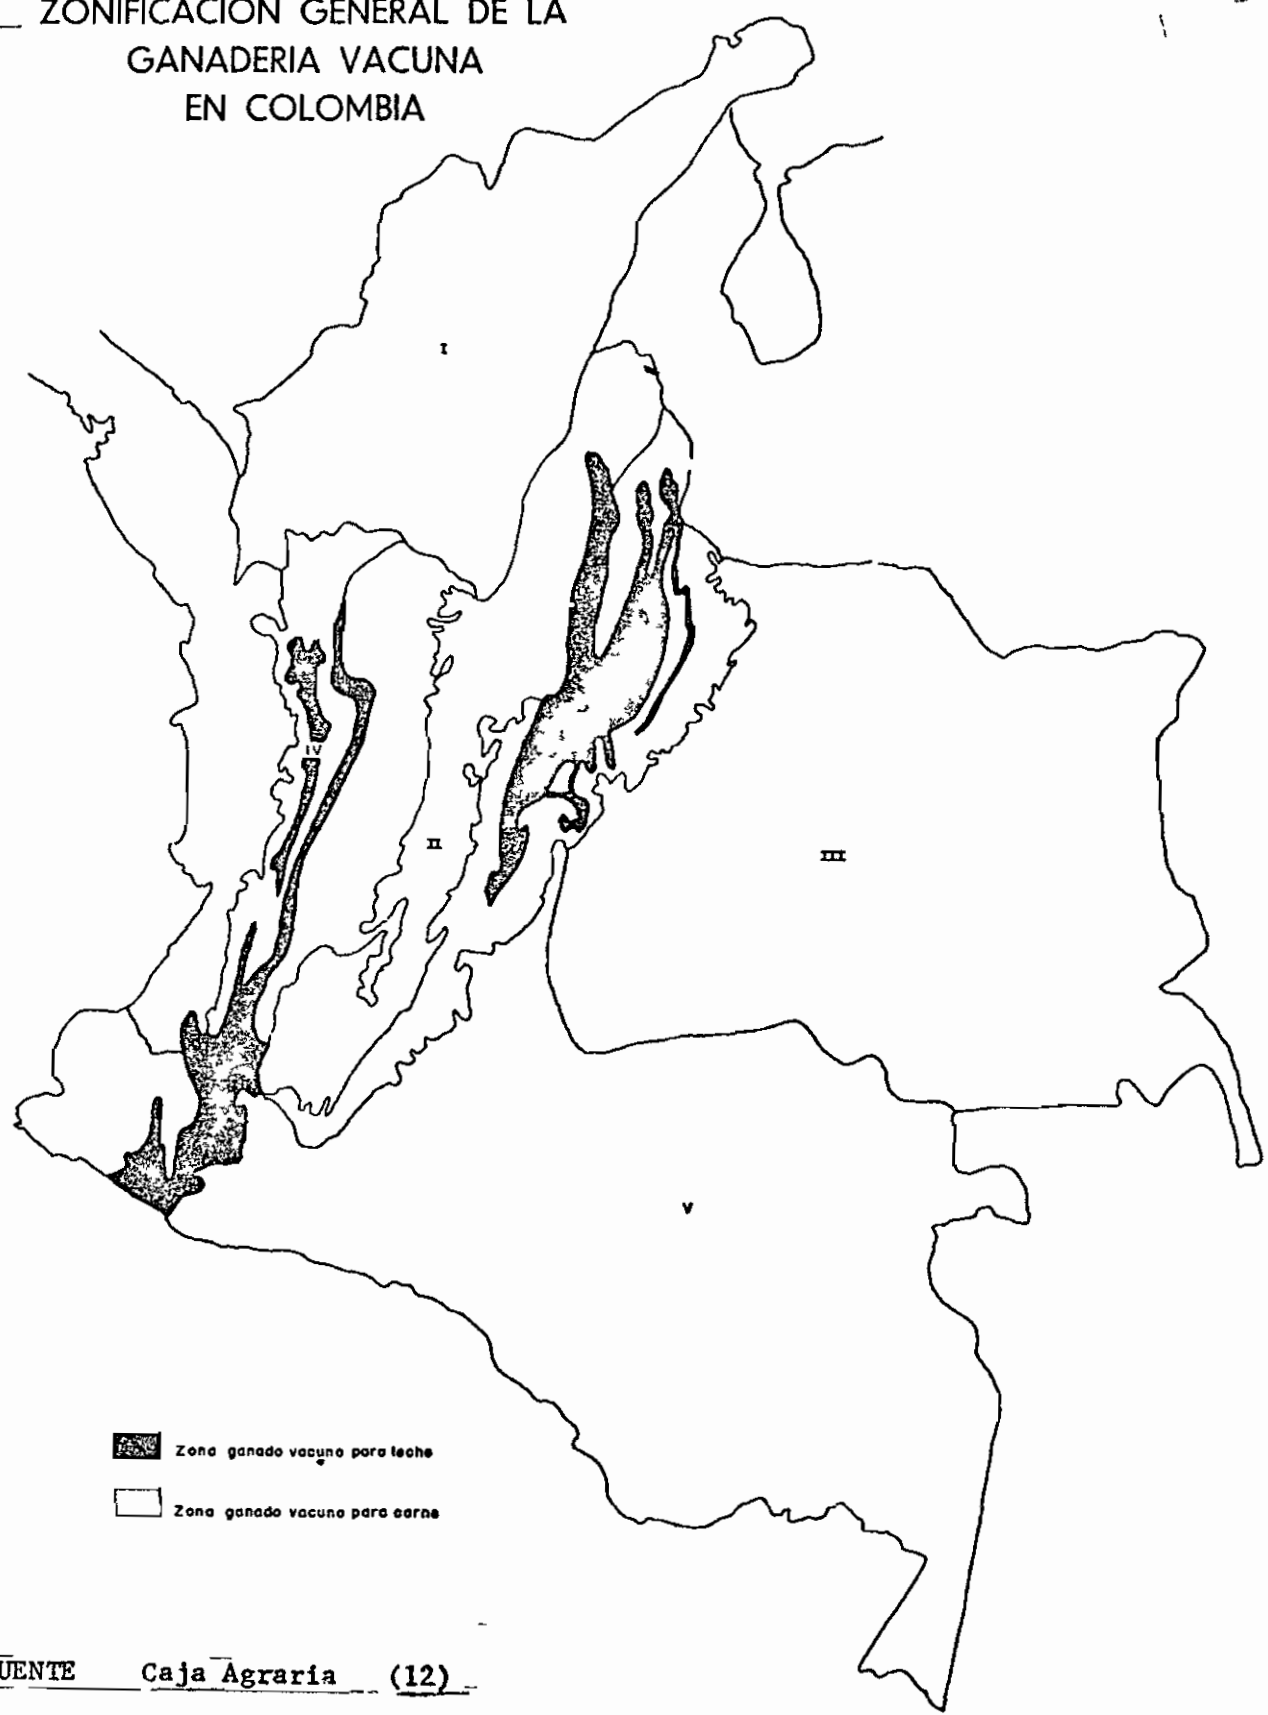 ZONIFICACION GENERAL DE LA
GANADERIA VACUNA
EN COLOMBIA
I
IV
II
III
V
Zona ganado vacuno para leche
Zona ganado vacuno para carne
UENTE Caja Agraria (12)